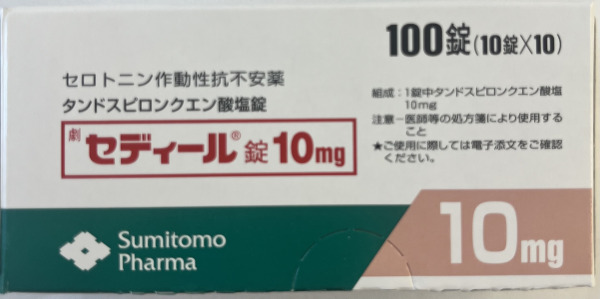 100錠(10錠×10)
セロトニン作動性抗不安薬
タンドスピロンクエン酸塩錠
劇 セディール® 錠 10mg
組成:1錠中タンドスピロンクエン酸塩
10mg
注意-医師等の処方箋により使用する
こと
★ご使用に際しては電子添文をご確認
ください。
Sumitomo
Pharma
10mg